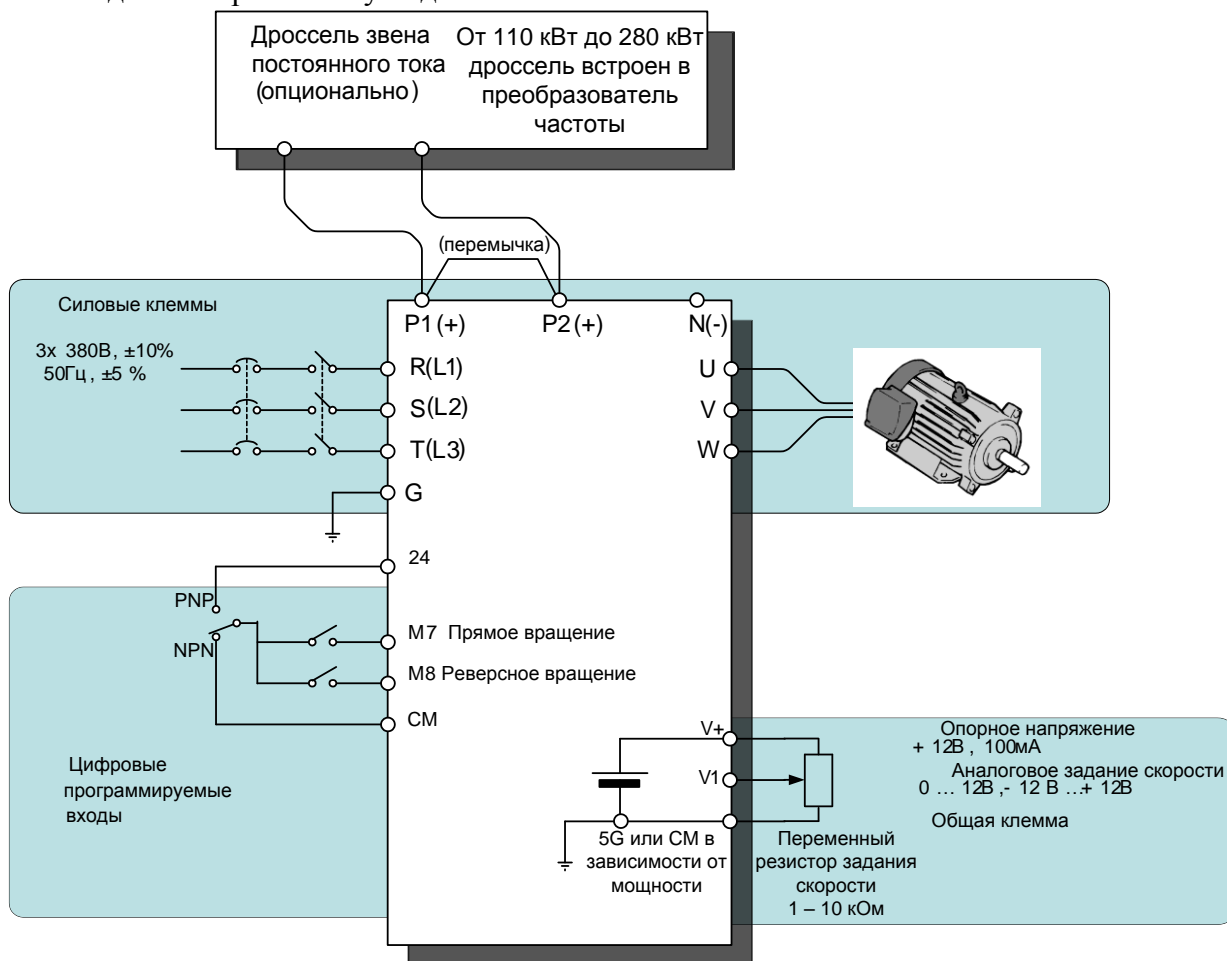 Дроссель звена
постоянного тока
(опционально)
От 110 кВт до 280 кВт
дроссель встроен в
преобразователь
частоты
(перемычка)
Силовые клеммы
3х 380В, ±10%
50Гц, ±5 %
P1 (+)
P2 (+)
N(-)
R(L1)
S(L2)
T(L3)
G
U
V
W
24
PNP
NPN
M7 Прямое вращение
M8 Реверсное вращение
CM
Цифровые
программируемые
входы
V+
V1
5G или СМ в
зависимости от
мощности
Опорное напряжение
+ 12В , 100мА
Аналоговое задание скорости
0 ... 12В ,- 12 В ...+ 12В
Общая клемма
Переменный
резистор задания
скорости
1 – 10 кОм